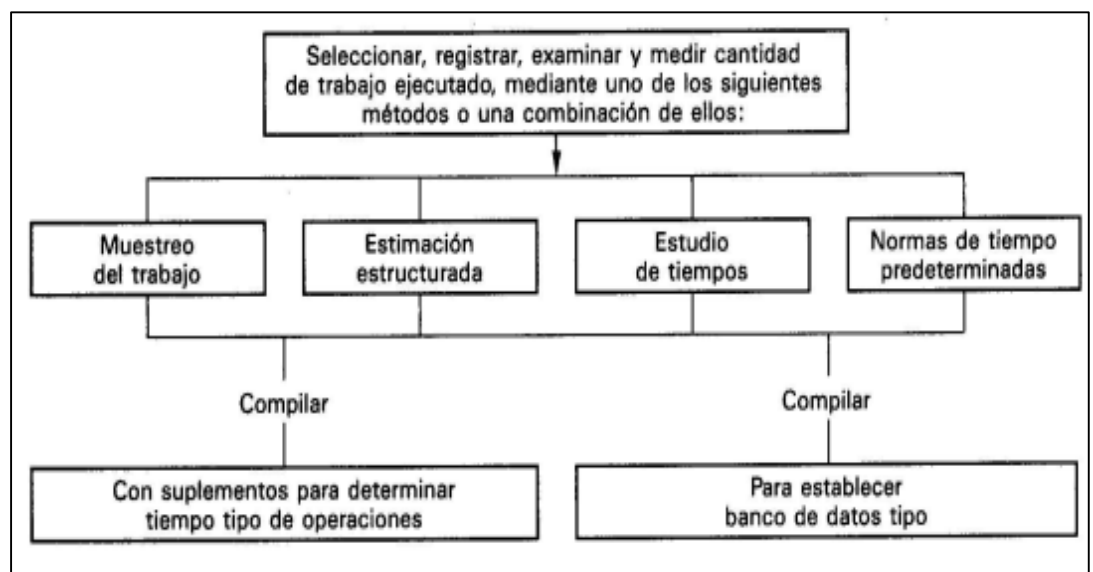 Seleccionar, registrar, examinar y medir cantidad
de trabajo ejecutado, mediante uno de los siguientes
métodos o una combinación de ellos:
Muestreo
del trabajo
Estimación
estructurada
Estudio
de tiempos
Normas de tiempo
predeterminadas
Compilar
Compilar
Con suplementos para determinar
tiempo tipo de operaciones
Para establecer
banco de datos tipo